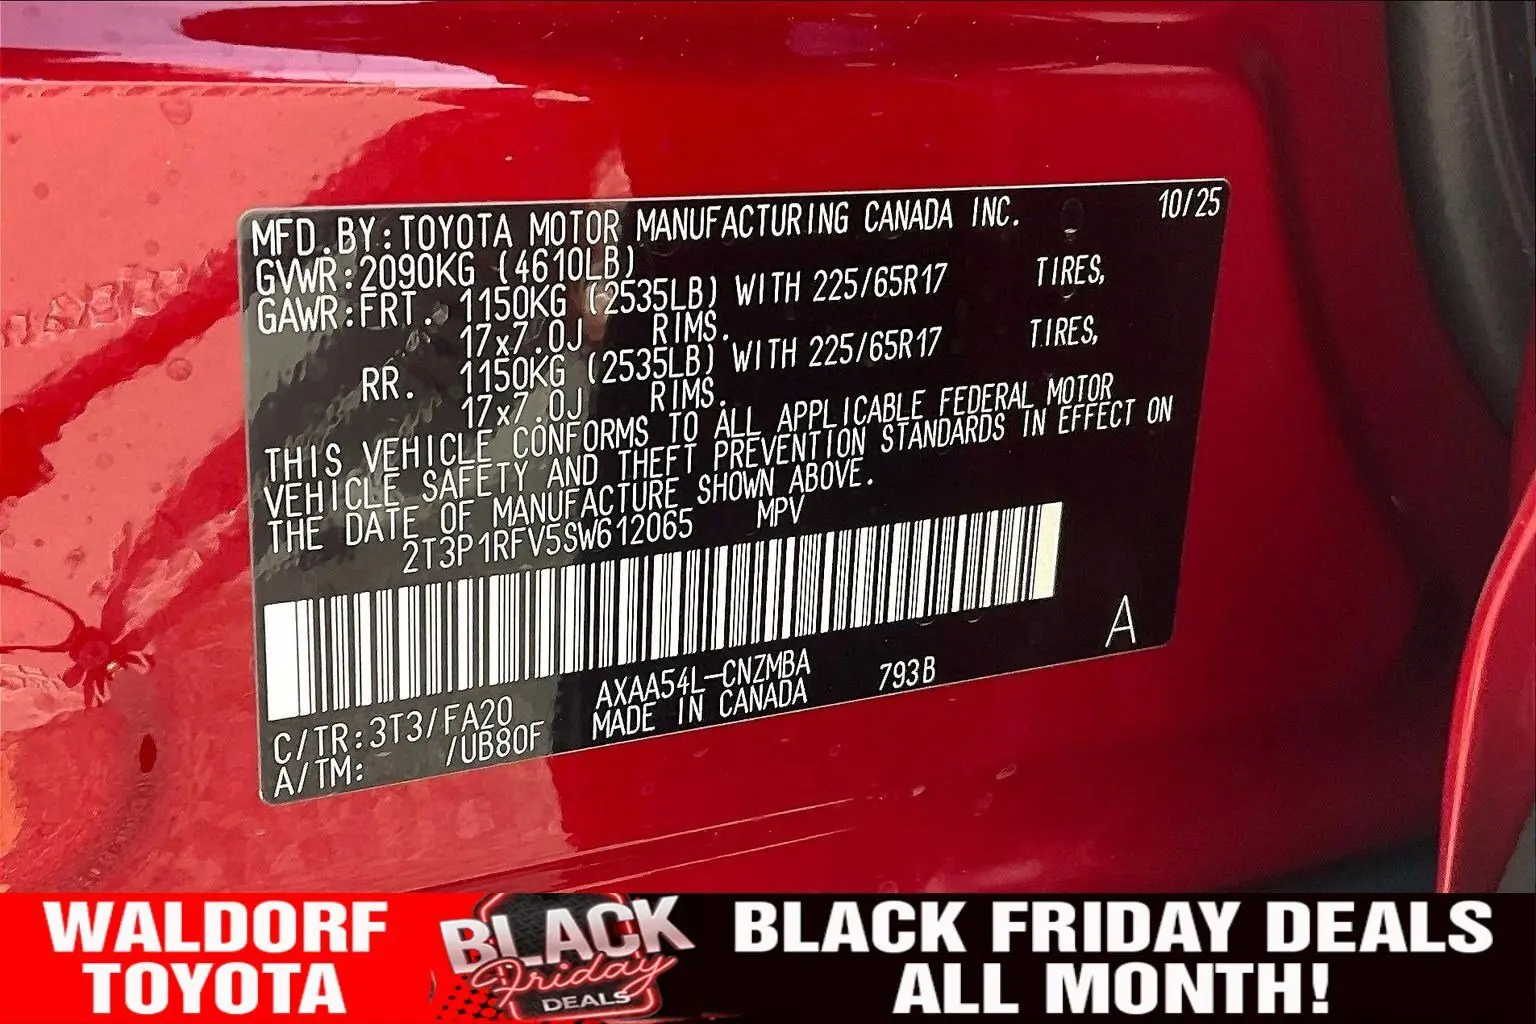 MFD.BY:TOYOTA MOTOR MANUFACTURING CANADA INC. 10/25
GVWR:2090KG (4610LB)
GAWR:FRT. 1150KG (2535LB) WITH 225/65R17 TIRES,
17x7.0J RIMS.
RR. 1150KG (2535LB) WITH 225/65R17 TIRES,
17x7.0J RIMS.
THIS VEHICLE CONFORMS TO ALL APPLICABLE FEDERAL MOTOR
VEHICLE SAFETY AND THEFT PREVENTION STANDARDS IN EFFECT ON
THE DATE OF MANUFACTURE SHOWN ABOVE.
2T3P1RFV5SW612065 MPV
A
C/TR:3T3/FA20 AXAA54L-CNZMBA 793B
A/TM: /UB80F MADE IN CANADA
WALDORF
TOYOTA
BLACK
Friday
DEALS
BLACK FRIDAY DEALS
ALL MONTH!